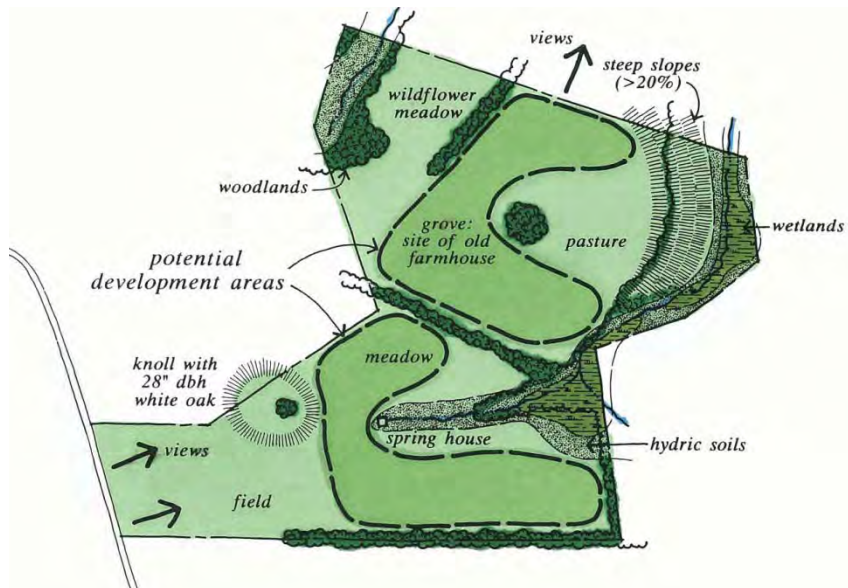 views
steep slopes
(>20%)
wildflower
meadow
woodlands
grove:
site of old
farmhouse
pasture
wetlands
potential
development areas
meadow
knoll with
28" dbh
white oak
spring house
hydric soils
views
field